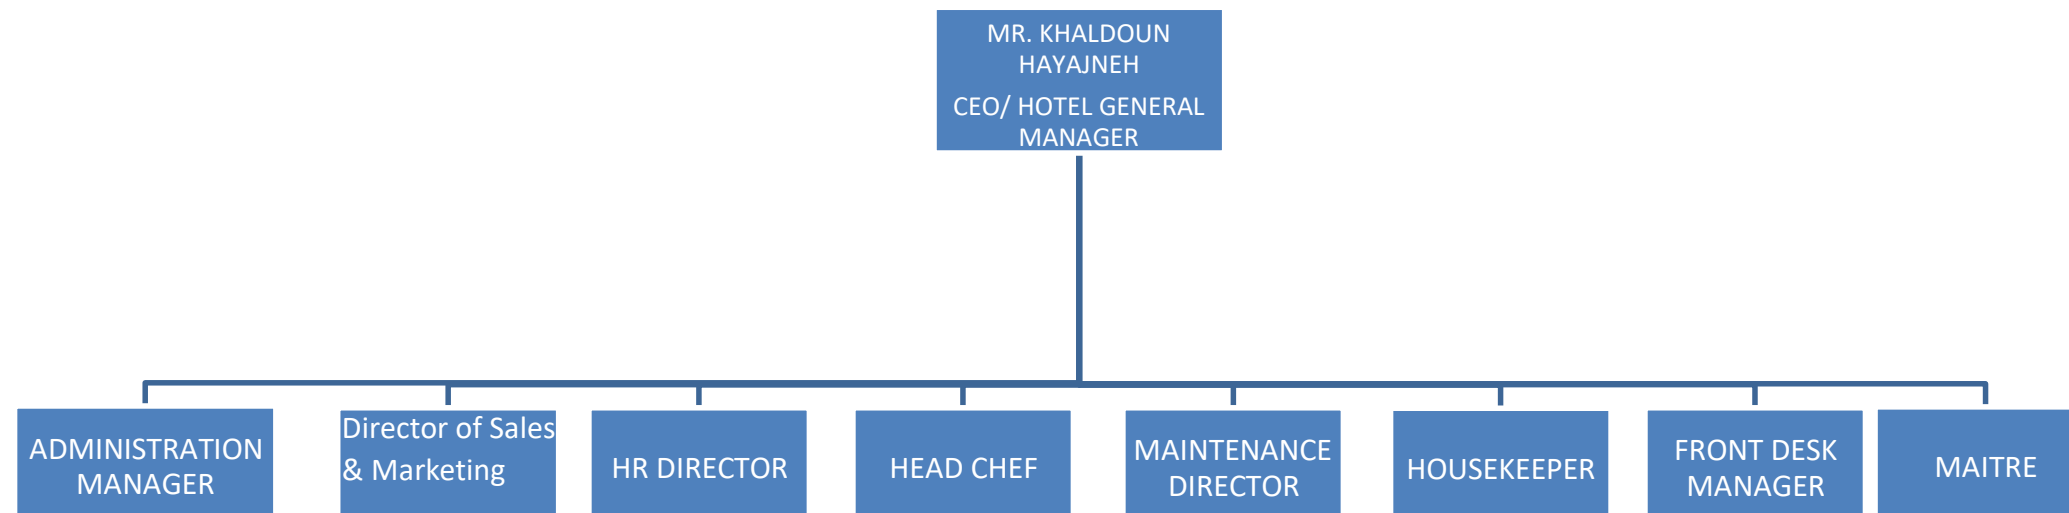 MR. KHALDOUN
HAYAJNEH
CEO/ HOTEL GENERAL
MANAGER
ADMINISTRATION
MANAGER
Director of Sales
& Marketing
HR DIRECTOR
HEAD CHEF
MAINTENANCE
DIRECTOR
HOUSEKEEPER
FRONT DESK
MANAGER
MAITRE